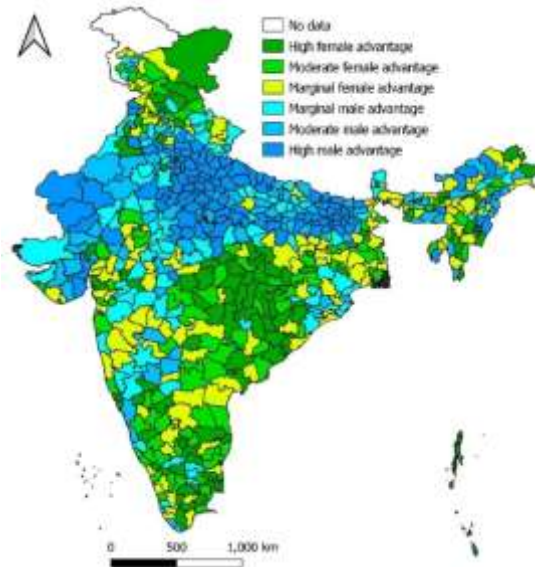 No data
High female advantage
Moderate female advantage
Marginal female advantage
Marginal male advantage
Moderate male advantage
High male advantage
0 500 1,000 km